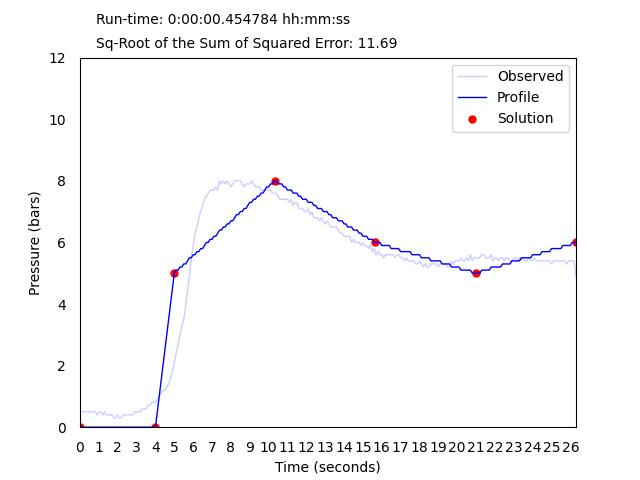 Run-time: 0:00:00.454784 hh:mm:ss
Sq-Root of the Sum of Squared Error: 11.69
12
10
8
6
4
2
0
Pressure (bars)
Observed
Profile
Solution
0 1 2 3 4 5 6 7 8 9 10 11 12 13 14 15 16 17 18 19 20 21 22 23 24 25 26
Time (seconds)